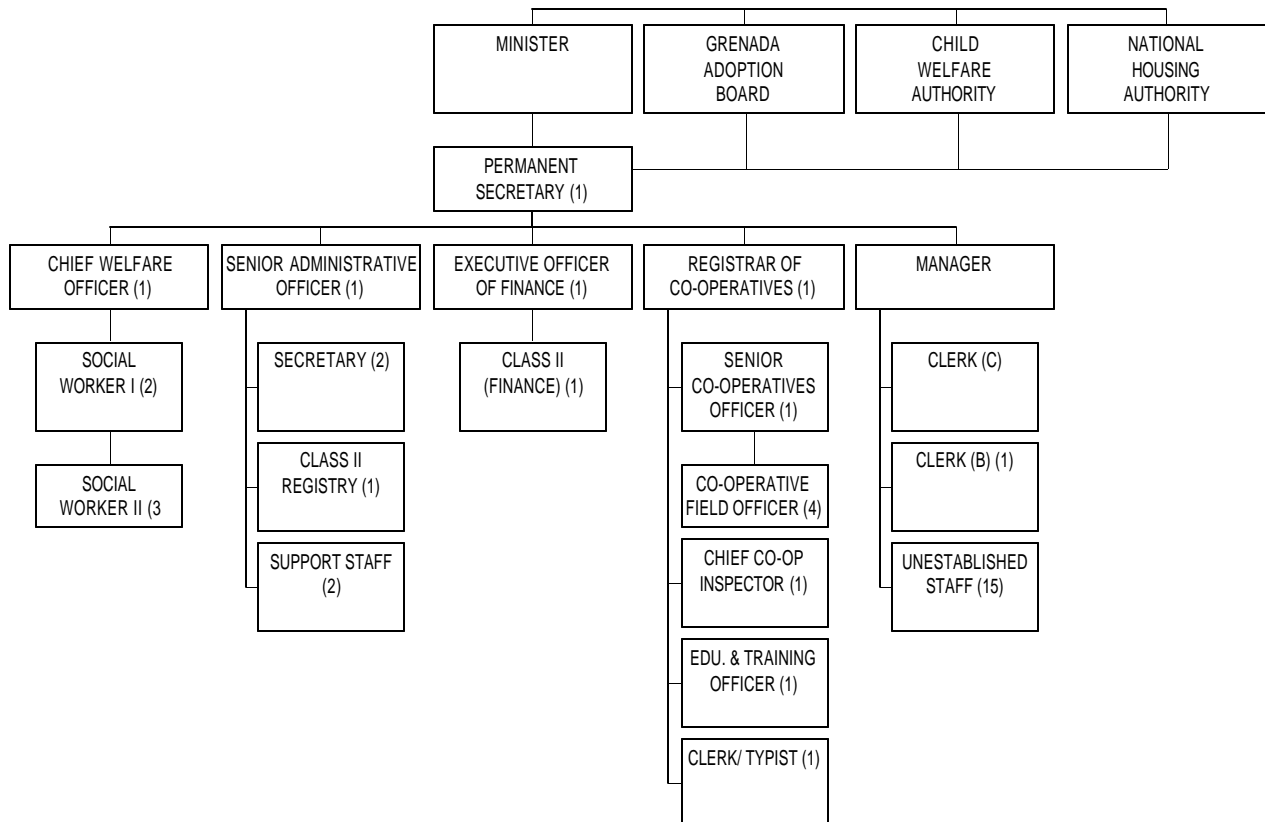 MINISTER
GRENADA
ADOPTION
BOARD
CHILD
WELFARE
AUTHORITY
NATIONAL
HOUSING
AUTHORITY
PERMANENT
SECRETARY (1)
CHIEF WELFARE
OFFICER (1)
SENIOR ADMINISTRATIVE
OFFICER (1)
EXECUTIVE OFFICER
OF FINANCE (1)
REGISTRAR OF
CO-OPERATIVES (1)
MANAGER
SOCIAL
WORKER I (2)
SOCIAL
WORKER II (3
SECRETARY (2)
CLASS II
REGISTRY (1)
SUPPORT STAFF
(2)
CLASS II
(FINANCE) (1)
SENIOR
CO-OPERATIVES
OFFICER (1)
CO-OPERATIVE
FIELD OFFICER (4)
CHIEF CO-OP
INSPECTOR (1)
EDU. & TRAINING
OFFICER (1)
CLERK/ TYPIST (1)
CLERK (C)
CLERK (B) (1)
UNESTABLISHED
STAFF (15)